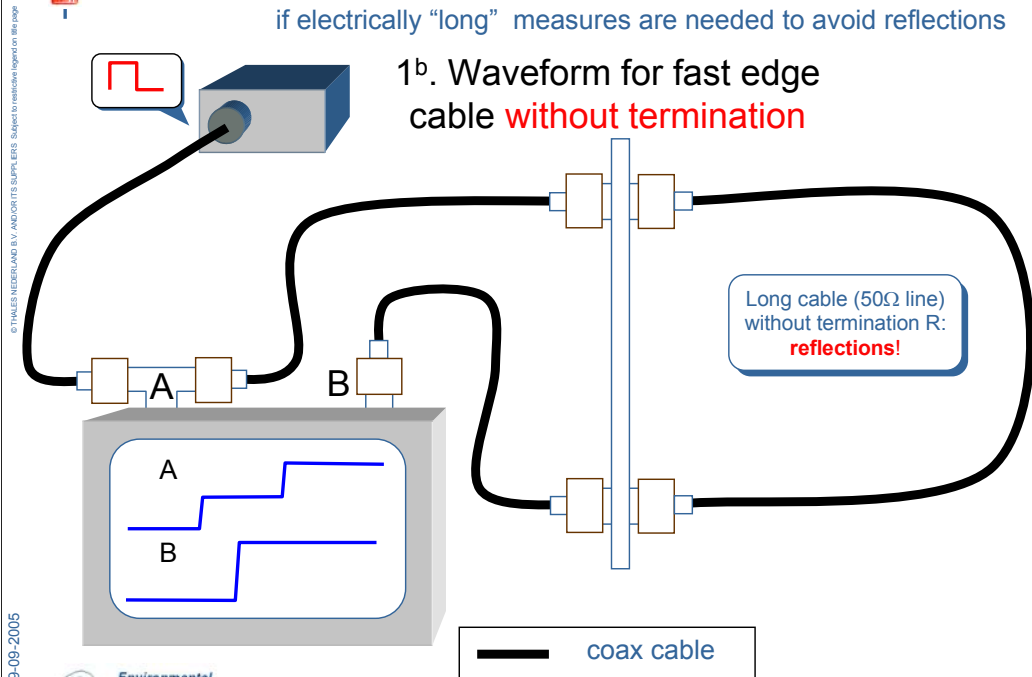 if electrically “long” measures are needed to avoid reflections
1b. Waveform for fast edge
cable without termination
© THALES NEDERLAND B.V. AND/OR ITS SUPPLIERS Subject to restrictive legend on title page
Long cable (50Ω line)
without termination R:
reflections!
A
B
A
B
9-09-2005
coax cable
Environmental